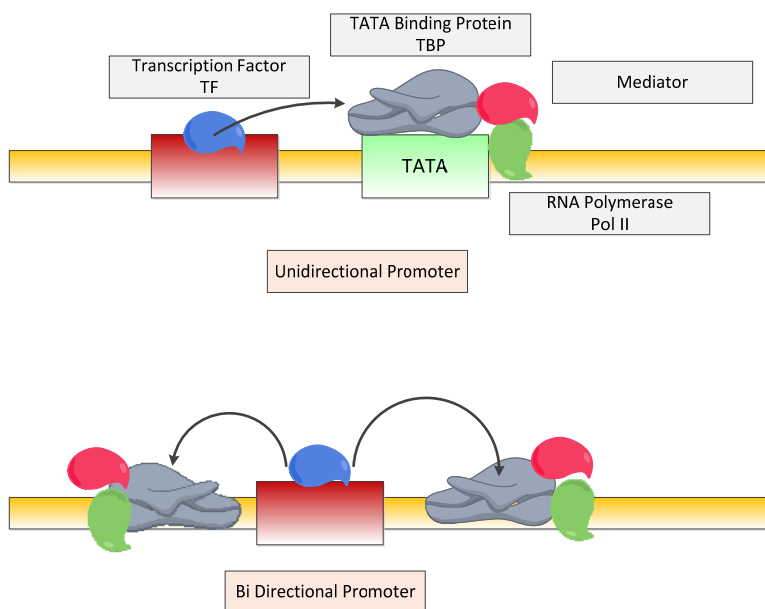 TATA Binding Protein
TBP
Transcription Factor
TF
Mediator
TATA
RNA Polymerase
Pol II
Unidirectional Promoter
Bi Directional Promoter